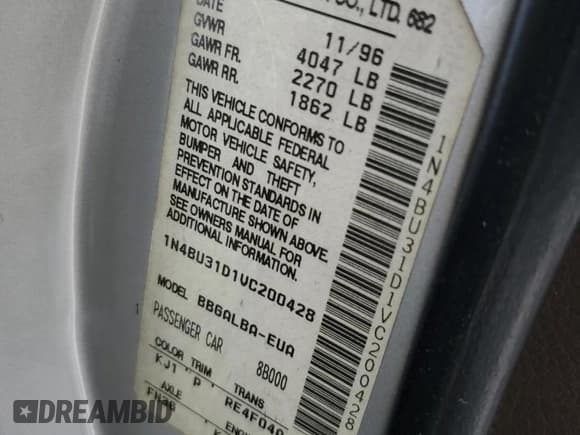 CO., LTD. 682
DATE 11/96
GVWR 4047 LB
GAWR FR. 2270 LB
GAWR RR. 1862 LB
THIS VEHICLE CONFORMS TO
ALL APPLICABLE FEDERAL
MOTOR VEHICLE SAFETY,
BUMPER AND THEFT
PREVENTION STANDARDS IN
EFFECT ON THE DATE OF
MANUFACTURE SHOWN ABOVE.
SEE OWNERS MANUAL FOR
ADDITIONAL INFORMATION.
1N4BU31D1VC200428
MODEL BB6ALBA-EUA
PASSENGER CAR 8B000
COLOR TRIM TRANS
KJ1 P RE4F04
AXLE
1N4BU31D1VC200428
DREAMBID